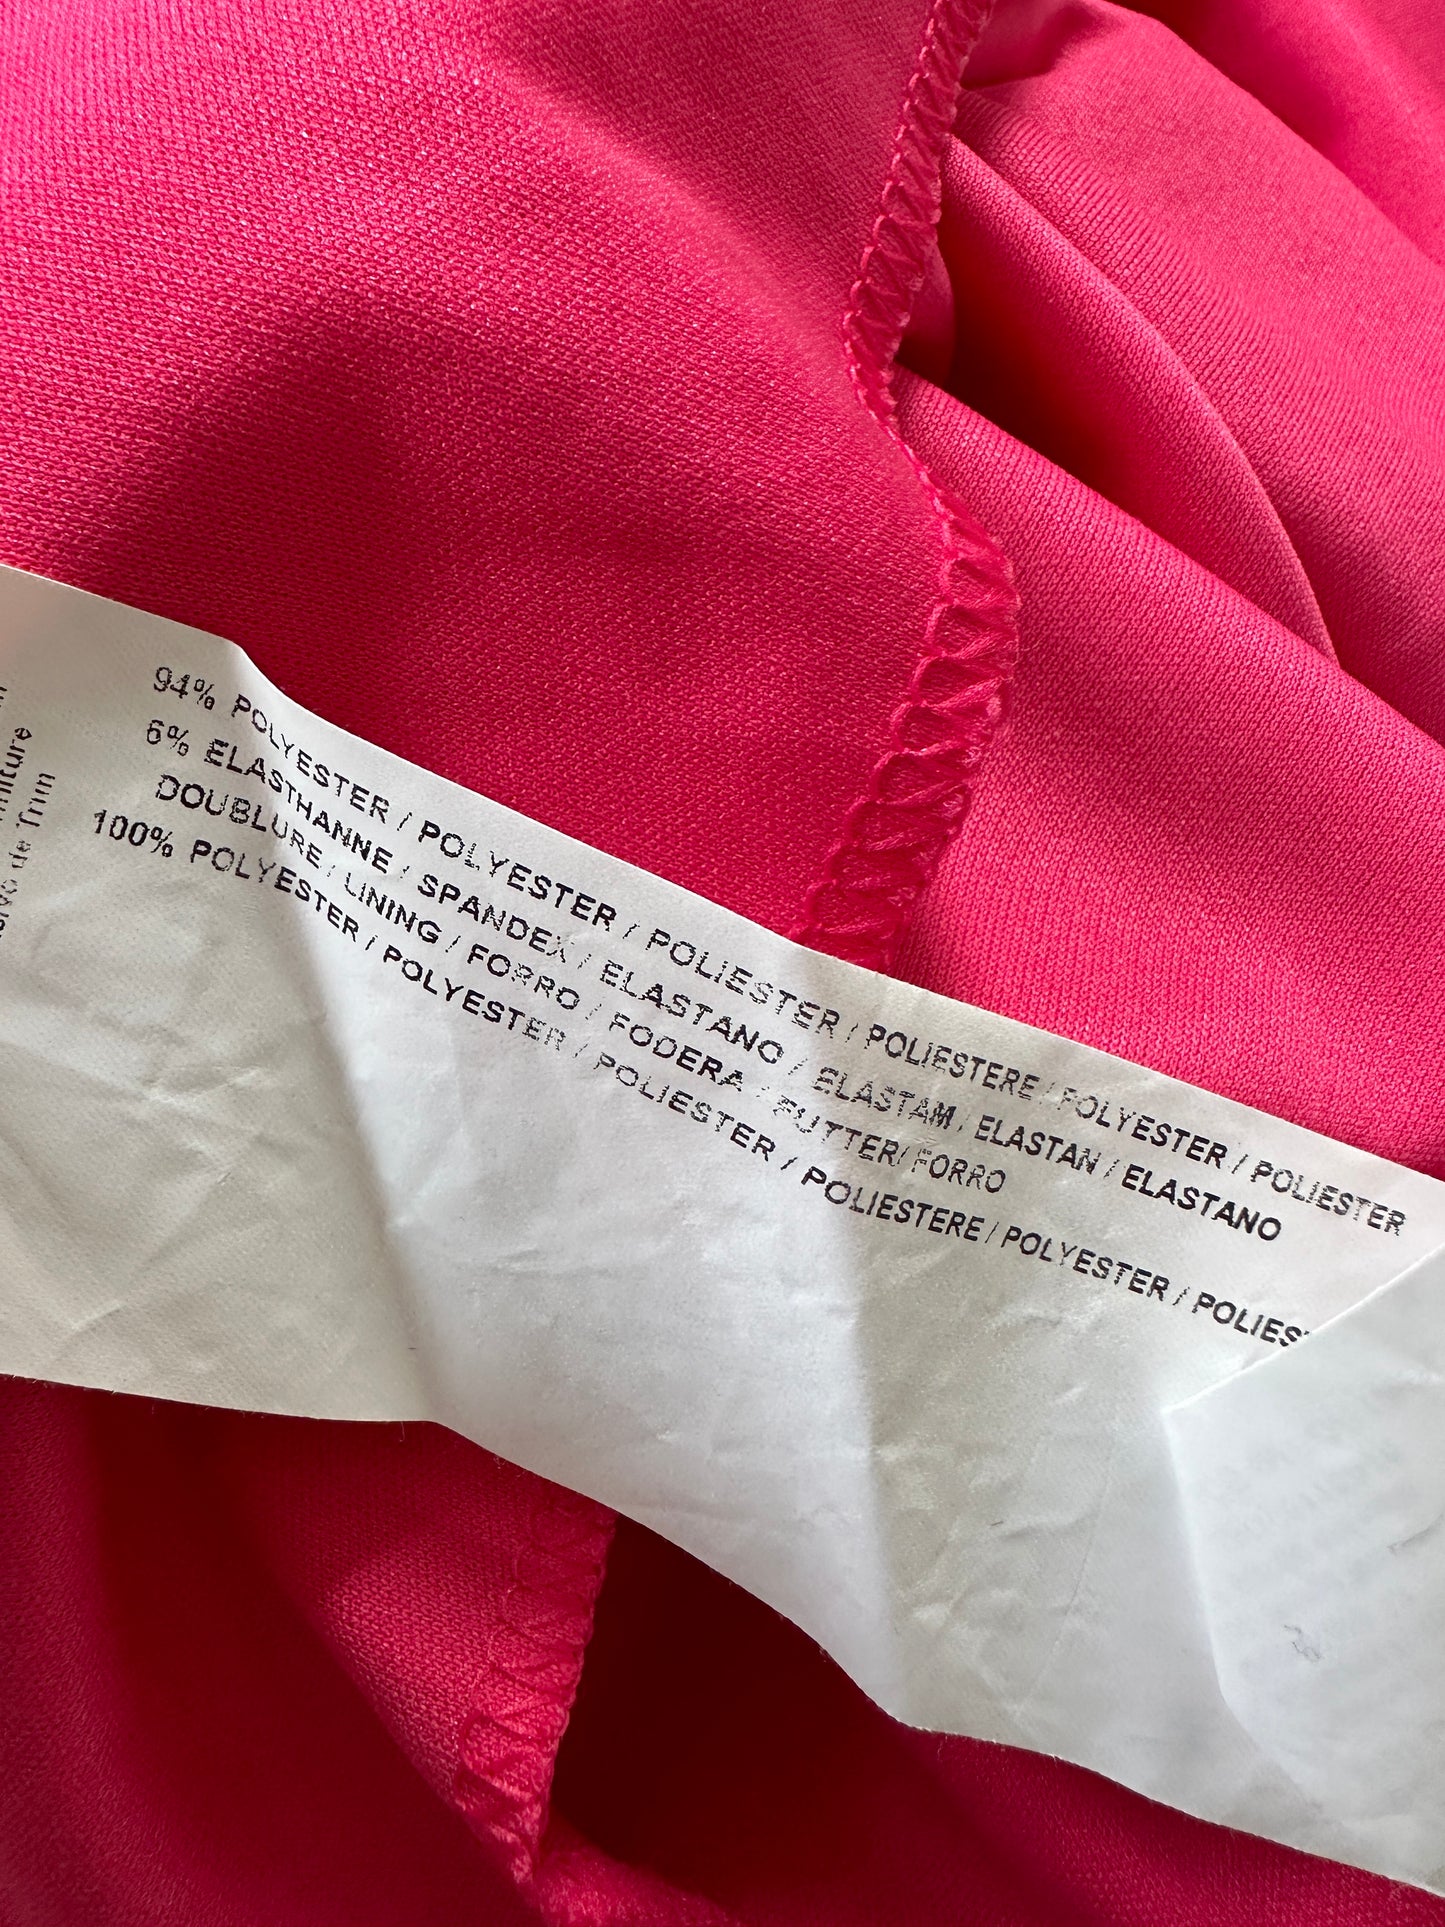 94% POLYESTER / POLYESTER / POLIESTER / POLIESTERE / POLYESTER / POLIESTER
6% ELASTHANNE / SPANDEX / ELASTANO / ELASTAM / ELASTAN / ELASTANO
DOUBLURE / LINING / FORRO / FODERA / FUTTER/ FORRO
100% POLYESTER / POLYESTER / POLIESTER / POLIESTERE / POLYESTER / POLIES